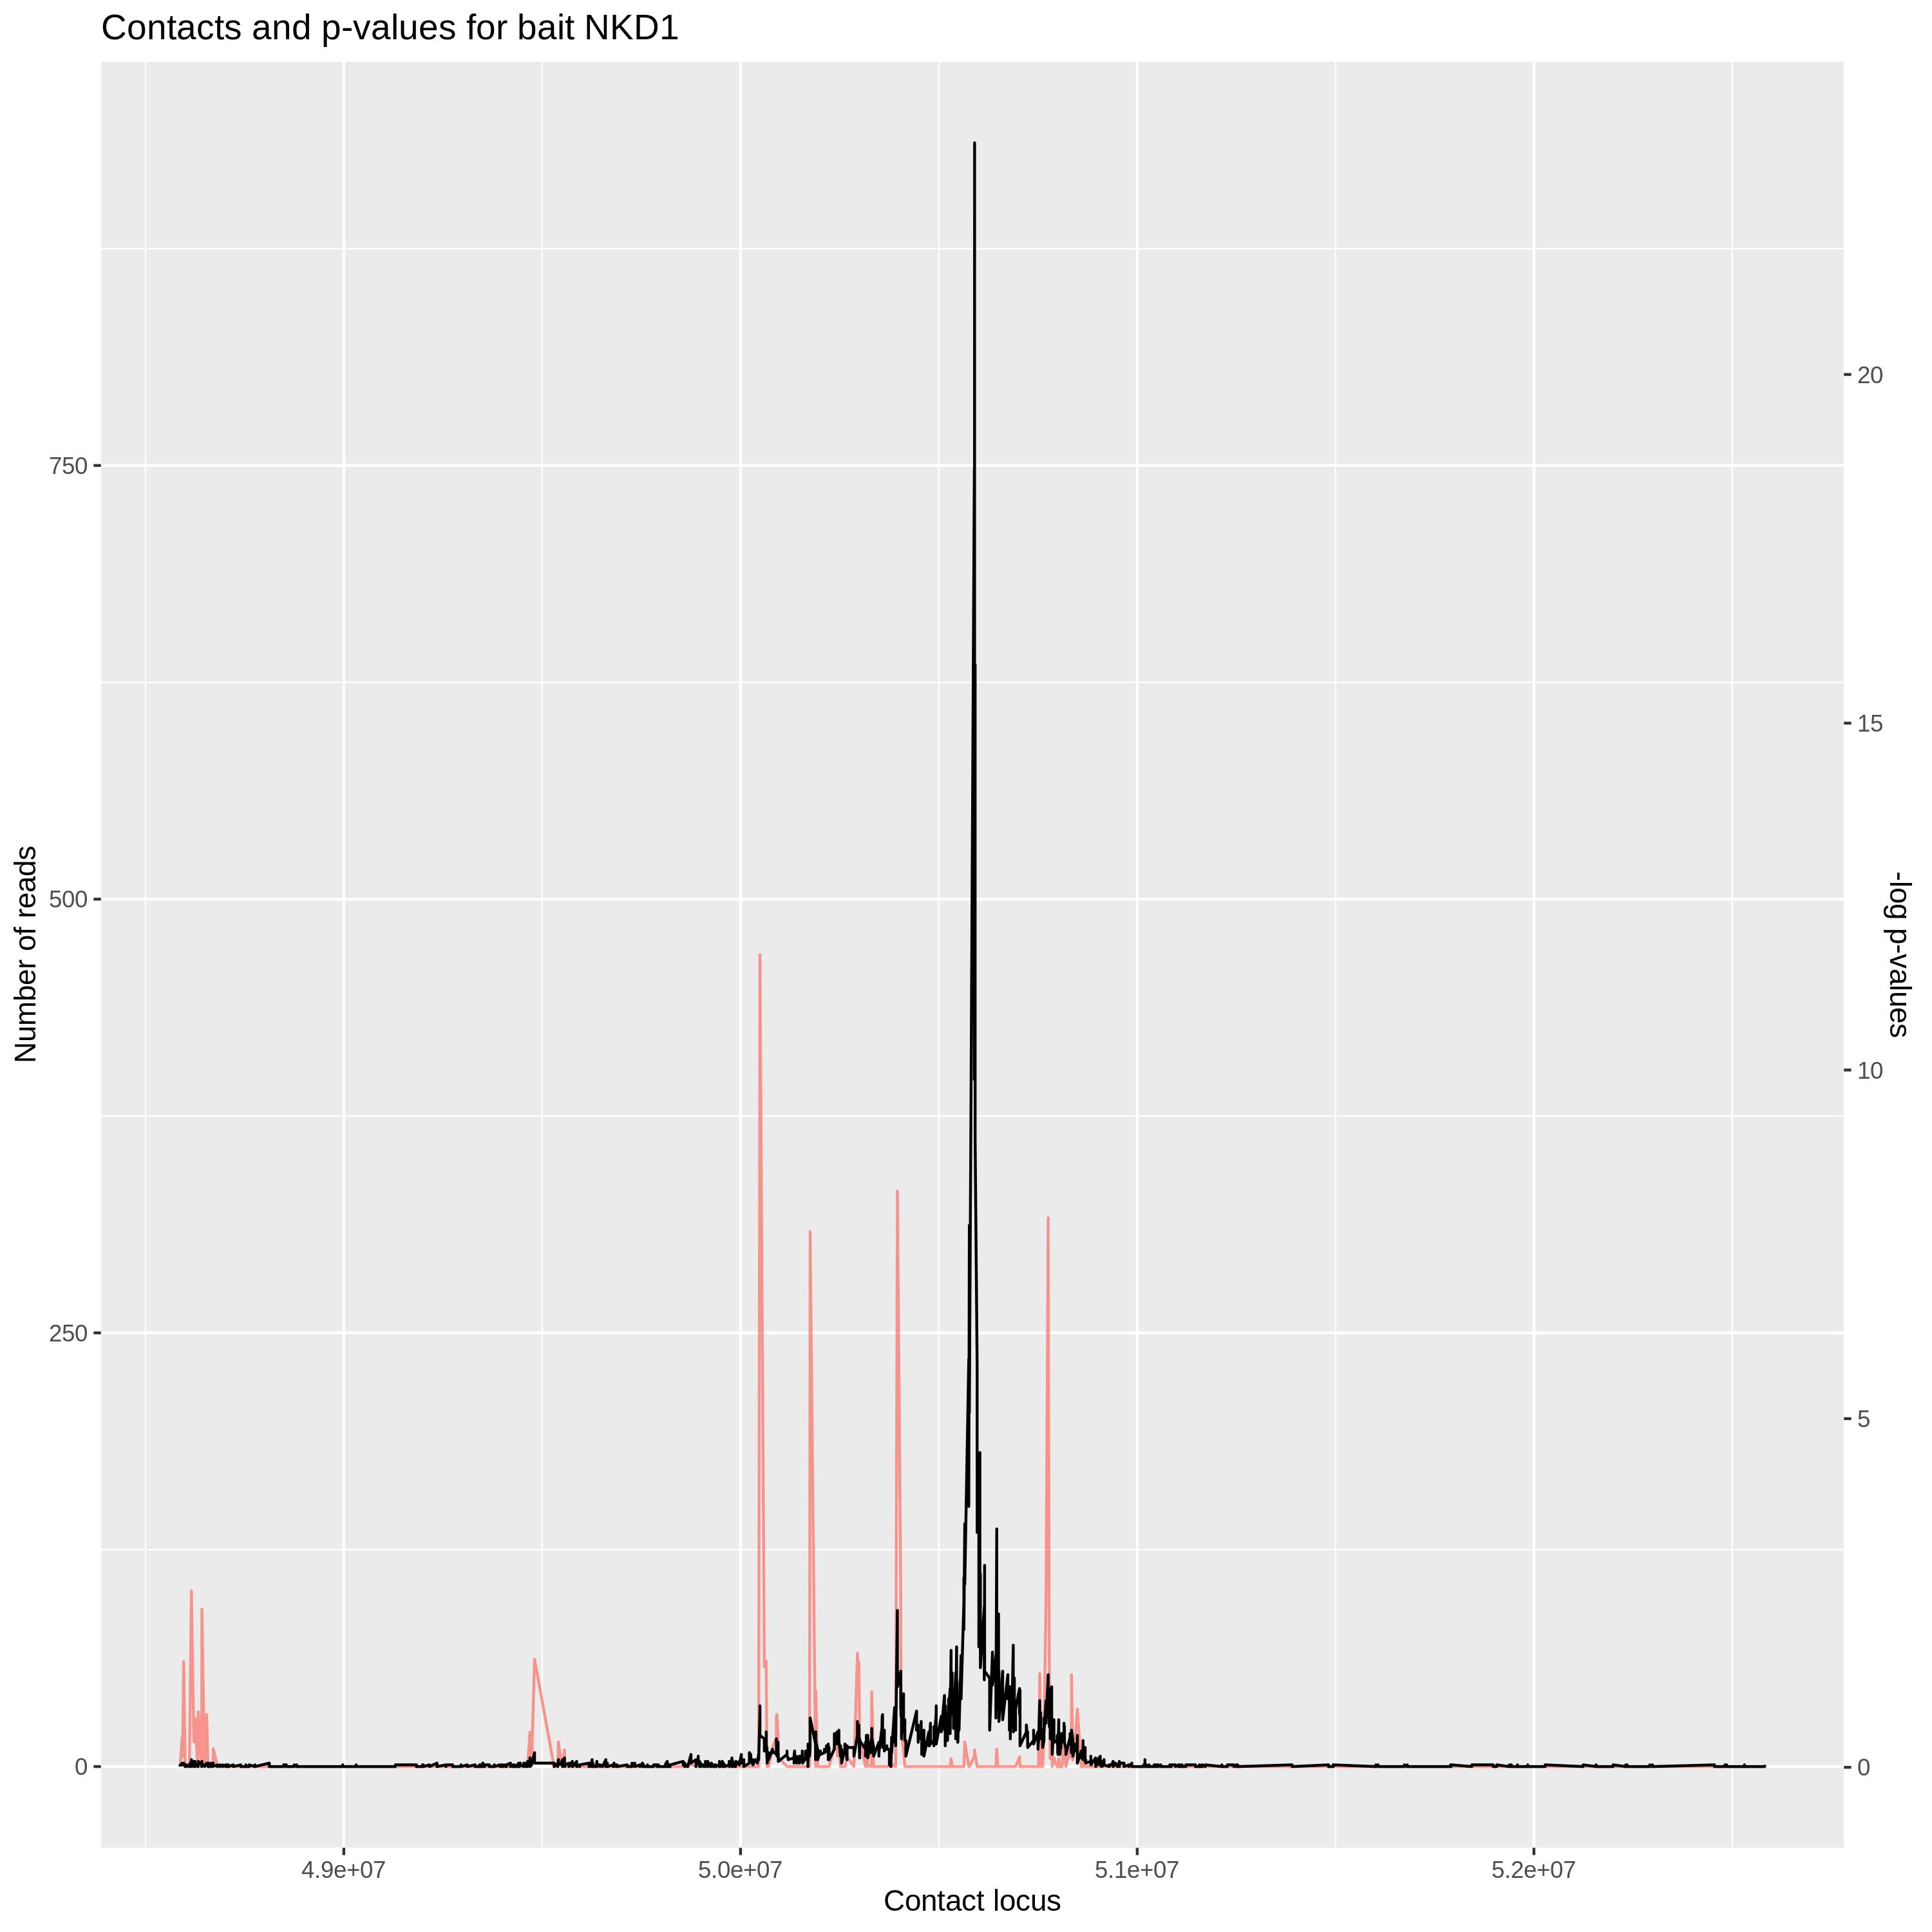 Contacts and p-values for bait NKD1
Number of reads
750
500
250
0
20
15
10
5
0
-log p-values
4.9e+07
5.0e+07
5.1e+07
5.2e+07
Contact locus